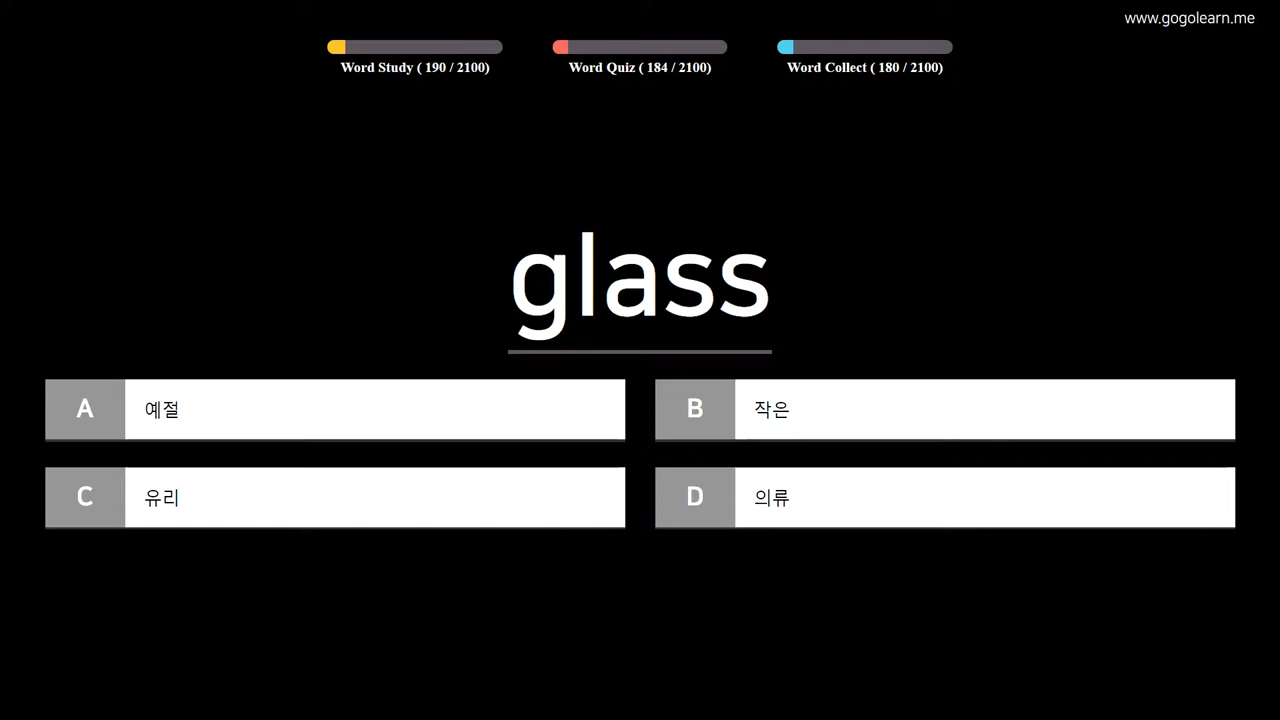 www.gogolearn.me
Word Study ( 190 / 2100)
Word Quiz ( 184 / 2100)
Word Collect ( 180 / 2100)
glass
A 예절
B 작은
C 유리
D 의류